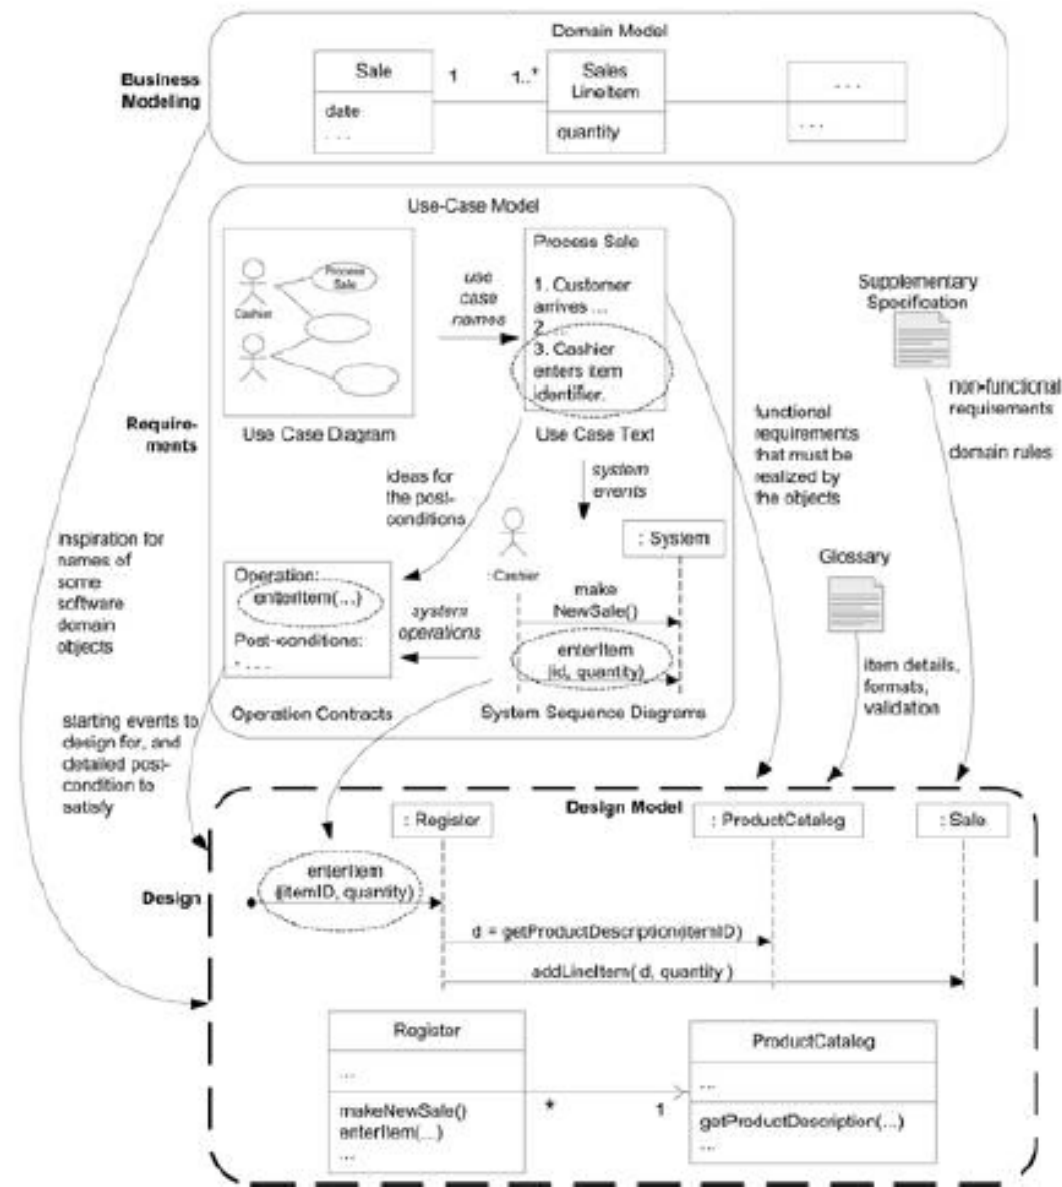 Domain Model
Business
Modeling
Sale
1
1..*
Sales
LineItem
. . .
date
. . .
quantity
. . .
Use-Case Model
Process Sale
Cashier
use
case
names
Process Sale
1. Customer
arrives ...
2. ...
3. Cashier
enters item
identifier.
Supplementary
Specification
non-functional
requirements
domain rules
functional
requirements
that must be
realized by
the objects
Require-
ments
Use Case Diagram
Use Case Text
ideas for
the post-
conditions
system
events
inspiration for
names of
some
software
domain
objects
: System
: Cashier
Glossary
Operation:
enterItem(...)
Post-conditions:
- . . .
system
operations
make
NewSale()
enterItem
(id, quantity)
item details,
formats,
validation
Operation Contracts
System Sequence Diagrams
starting events to
design for, and
detailed post-
condition to
satisfy
Design Model
: Register
: ProductCatalog
: Sale
enterItem
(itemID, quantity)
Design
d = getProductDescription(itemID)
addLineItem( d, quantity )
Register
...
makeNewSale()
enterItem(...)
...
*
1
ProductCatalog
...
getProductDescription(...)
...